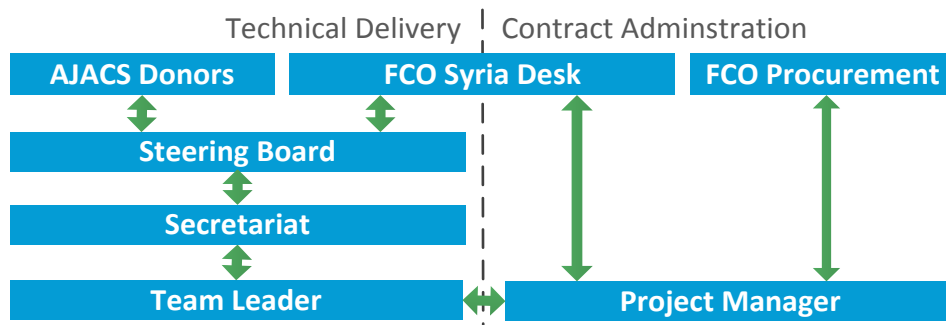 Technical Delivery Contract Adminstration
AJACS Donors FCO Syria Desk FCO Procurement
Steering Board
Secretariat
Team Leader Project Manager